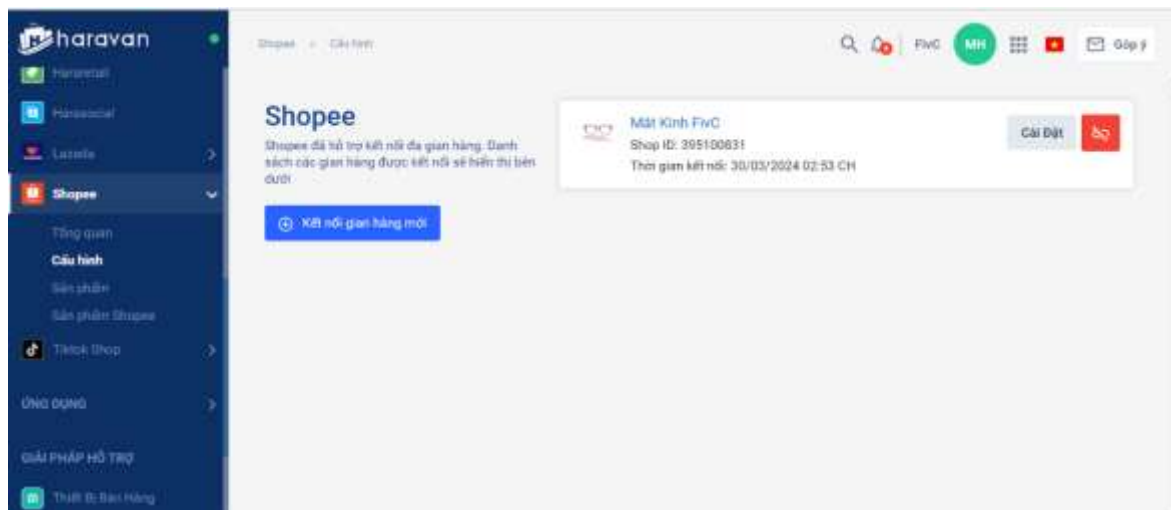 haravan
Hararetail
Harasocial
Lazada
Shopee
Tổng quan
Cấu hình
Sản phẩm
Sản phẩm Shopee
Tiktok Shop
ỨNG DỤNG
GIẢI PHÁP HỖ TRỢ
Thiết Bị Bán Hàng
Shopee > Cấu hình
FivC MH Góp ý
Shopee
Shopee đã hỗ trợ kết nối đa gian hàng. Danh
sách các gian hàng được kết nối sẽ hiển thị bên
dưới
Kết nối gian hàng mới
Mắt Kính FivC
Shop ID: 395100831
Thời gian kết nối: 30/03/2024 02:53 CH
Cài Đặt